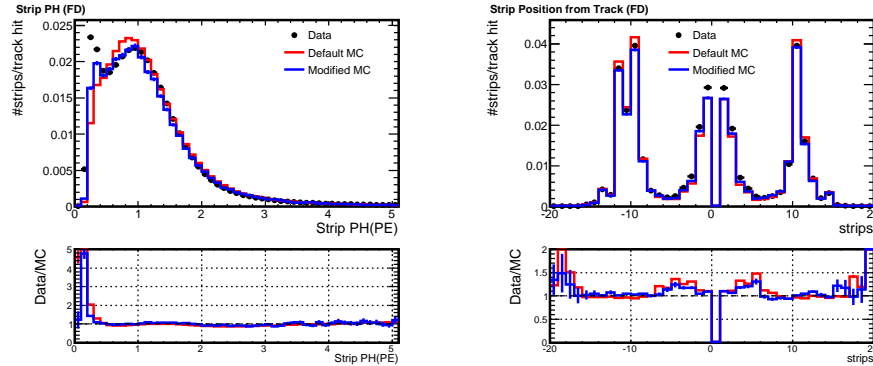 Strip PH (FD)
#strips/track hit
0.025
0.02
0.015
0.01
0.005
0
Data
Default MC
Modified MC
0 1 2 3 4 5
Strip PH(PE)
Data/MC
5
4
3
2
1
0
0 1 2 3 4 5
Strip PH(PE)
Strip Position from Track (FD)
#strips/track hit
0.04
0.03
0.02
0.01
0
Data
Default MC
Modified MC
-20 -10 0 10 20
strips
Data/MC
2
1.5
1
0.5
0
-20 -10 0 10 2
strips